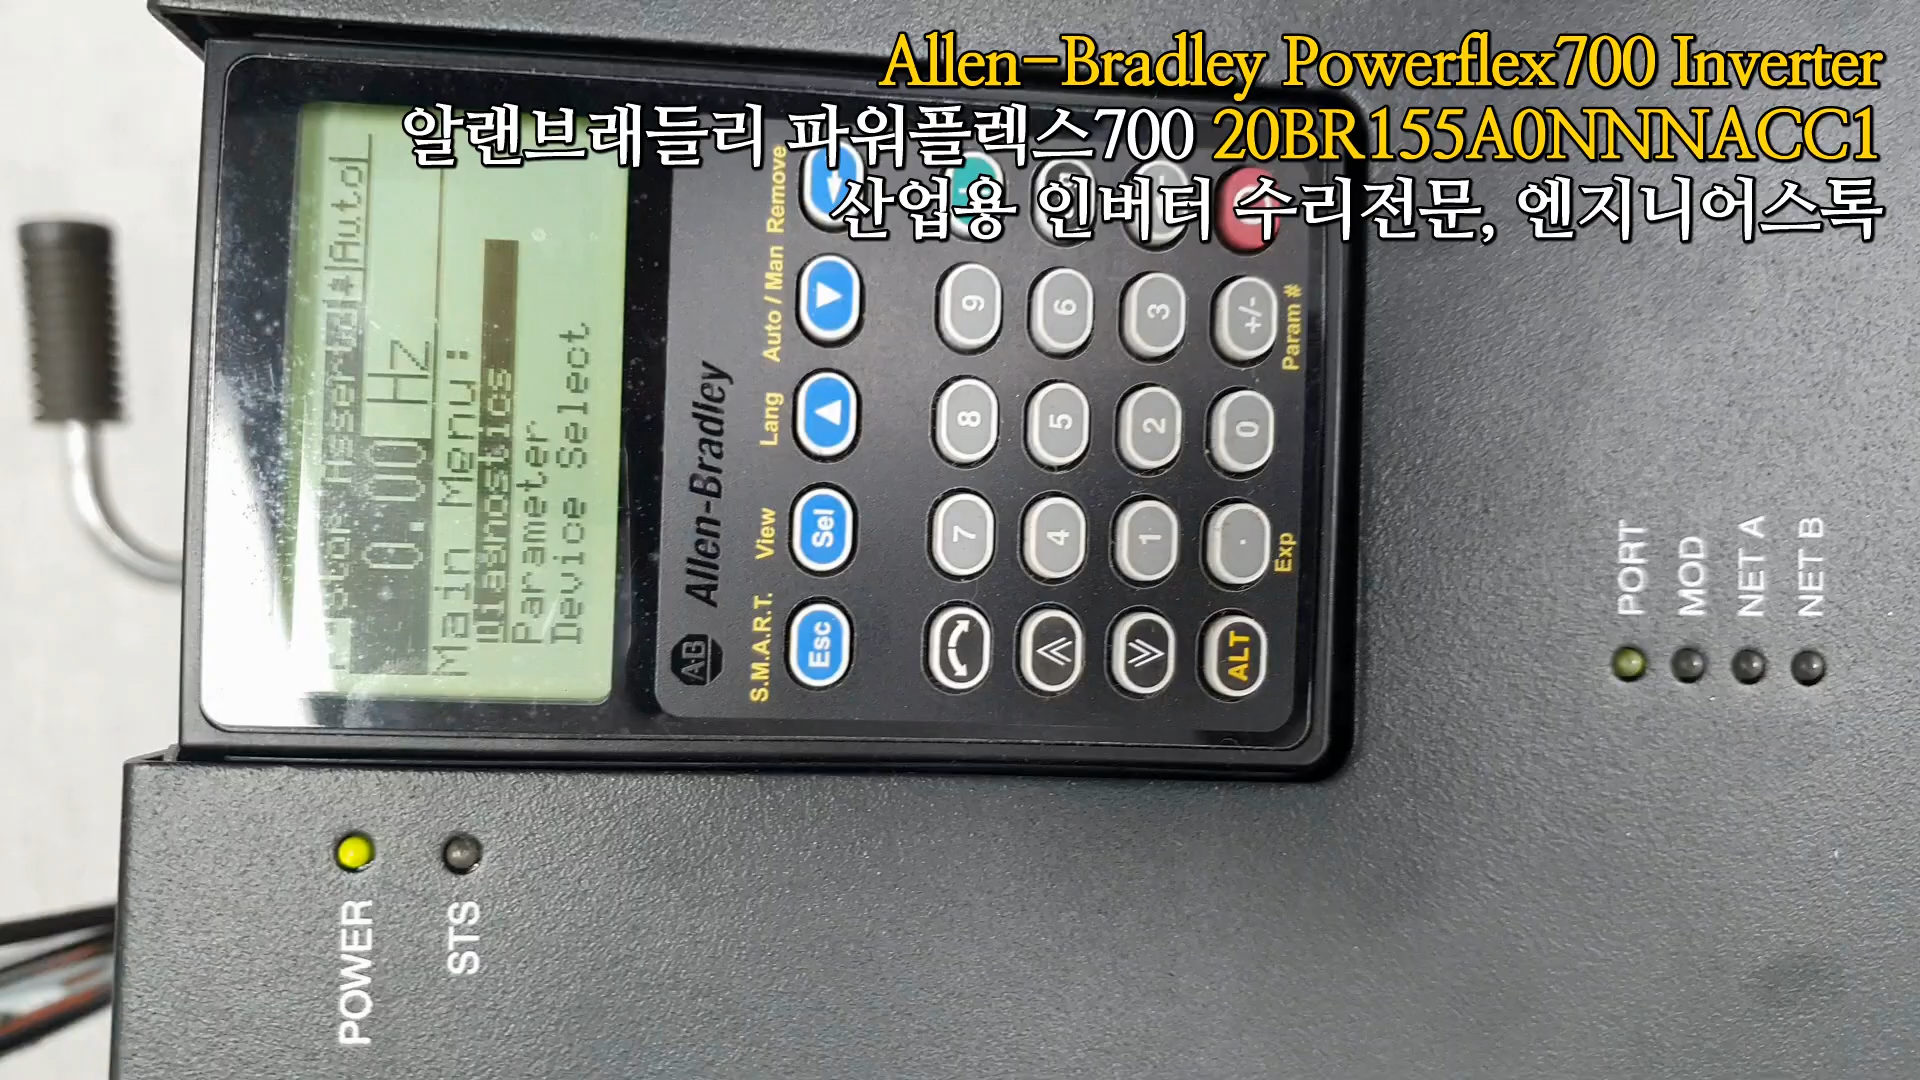 Allen-Bradley Powerflex700 Inverter
알랜브래들리 파워플렉스700 20BR155A0NNNACC1
산업용 인버터 수리전문, 엔지니어스톡
Auto
0.00 Hz
Main Menu:
Diagnostics
Parameter
Device Select
A-B Allen-Bradley
S.M.A.R.T. View Lang Auto / Man Remove
Esc Sel
7 8 9
4 5 6
1 2 3
ALT . 0 +/-
Exp Param #
POWER
STS
PORT
MOD
NET A
NET B